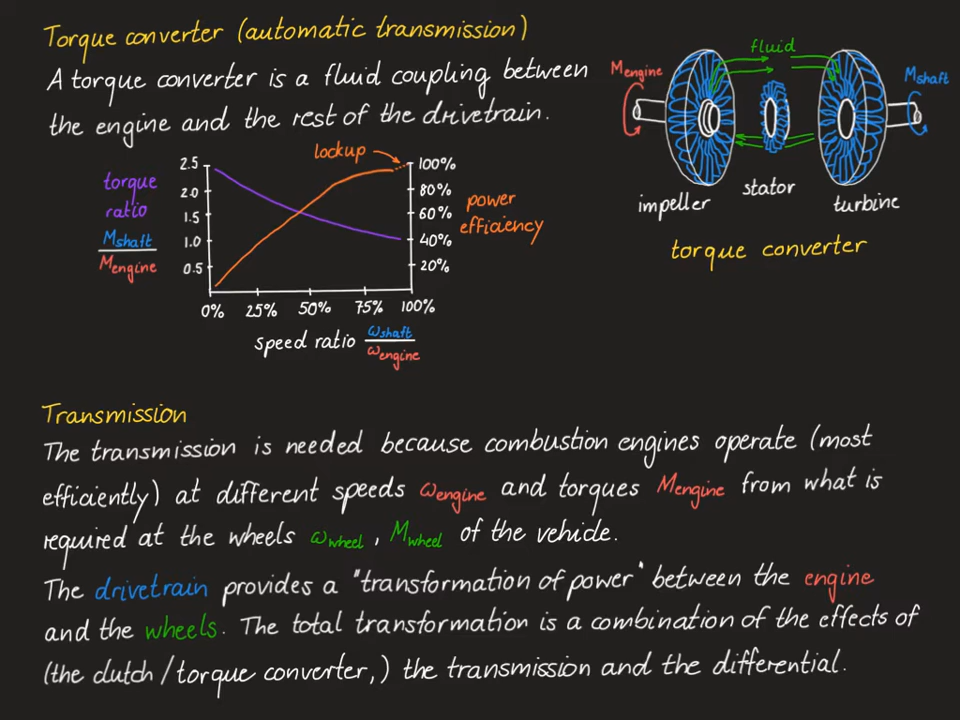 Torque converter (automatic transmission)
A torque converter is a fluid coupling between
the engine and the rest of the drivetrain.
fluid
Mengine
Mshaft
impeller
stator
turbine
torque converter
lockup
torque
ratio
Mshaft
Mengine
2.5
2.0
1.5
1.0
0.5
100%
80%
60%
40%
20%
power
efficiency
0% 25% 50% 75% 100%
speed ratio ωshaft
ωengine
Transmission
The transmission is needed because combustion engines operate (most
efficiently) at different speeds ωengine and torques Mengine from what is
required at the wheels ωwheel, Mwheel of the vehicle.
The drivetrain provides a "transformation of power" between the engine
and the wheels. The total transformation is a combination of the effects of
(the clutch / torque converter,) the transmission and the differential.